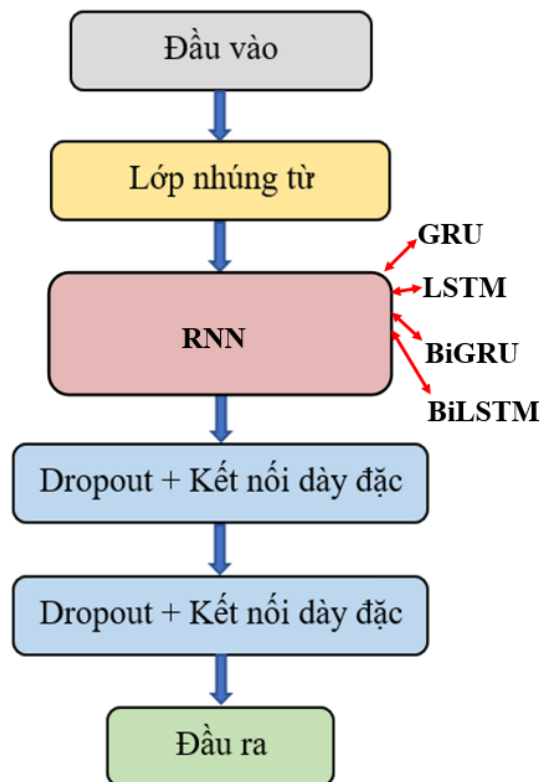 Đầu vào
Lớp nhúng từ
GRU
LSTM
RNN
BiGRU
BiLSTM
Dropout + Kết nối dày đặc
Dropout + Kết nối dày đặc
Đầu ra